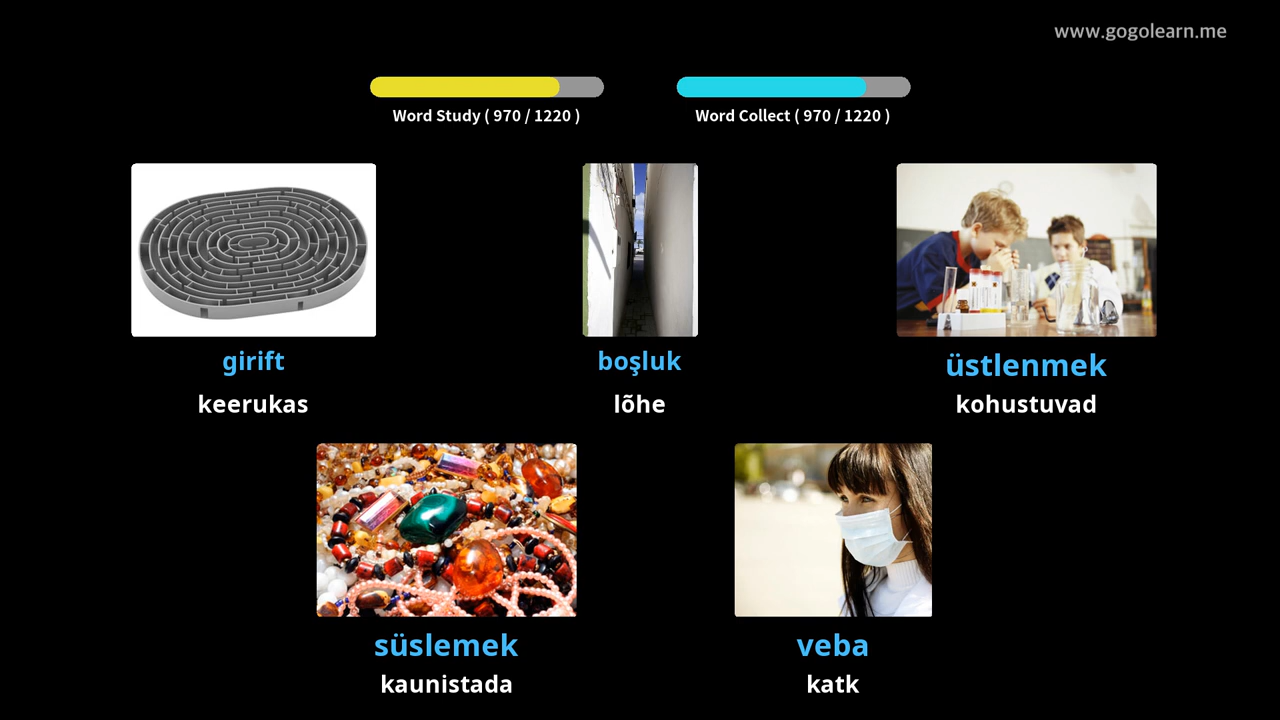 www.gogolearn.me
Word Study ( 970 / 1220 )
Word Collect ( 970 / 1220 )
girift
keerukas
boşluk
lõhe
üstlenmek
kohustuvad
süslemek
kaunistada
veba
katk